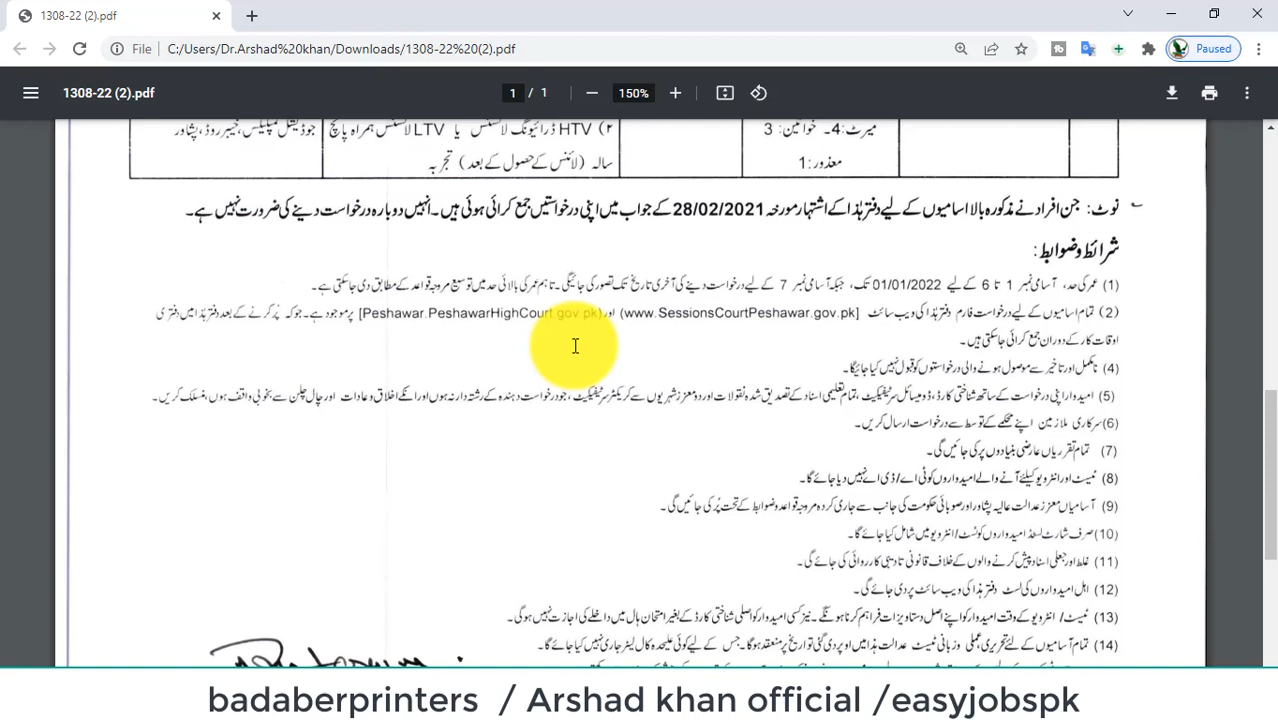 1308-22 (2).pdf
File C:/Users/Dr.Arshad%20khan/Downloads/1308-22%20(2).pdf
Paused
1308-22 (2).pdf
1 / 1
150%
میرٹ:4۔ خواتین: 3
معذور:1
۲) HTV ڈرائیونگ لائسنس یا LTV لائسنس ہمراہ پانچ
سالہ (لائسنس کے حصول کے بعد) تجربہ
جوڈیشل کمپلیکس، خیبر روڈ، پشاور
نوٹ: جن افراد نے مذکورہ بالا اسامیوں کے لیے دفتر ہٰذا کے اشتہار مورخہ 28/02/2021 کے جواب میں اپنی درخواستیں جمع کرائی ہوئی ہیں۔ انہیں دوبارہ درخواست دینے کی ضرورت نہیں ہے۔
شرائط و ضوابط:
(1) عمر کی حد، آسامی نمبر 1 تا 6 کے لیے 01/01/2022 تک، جبکہ آسامی نمبر 7 کے لیے درخواست دینے کی آخری تاریخ تک تصور کی جائیگی۔ تاہم عمر کی بالائی حد میں توسیع مروجہ قواعد کے مطابق دی جاسکتی ہے۔
(2) تمام اسامیوں کے لیے درخواست فارم دفتر ہٰذا کی ویب سائٹ [www.SessionsCourtPeshawar.gov.pk) اور (Peshawar.PeshawarHighCourt.gov.pk] پر موجود ہے۔ جو کہ پُر کرنے کے بعد دفتر ہٰذا میں دفتری
اوقات کار کے دوران جمع کرائی جاسکتی ہیں۔
(4) نامکمل اور تاخیر سے موصول ہونے والی درخواستوں کو قبول نہیں کیا جائیگا۔
(5) امیدوار اپنی درخواست کے ساتھ شناختی کارڈ، ڈومیسائل سرٹیفیکیٹ، تمام تعلیمی اسناد کے تصدیق شدہ نقولات اور دو معزز شہریوں سے کریکٹر سرٹیفیکیٹ، جو درخواست دہندہ کے رشتہ دار نہ ہوں اور انکے اخلاق و عادات اور چال چلن سے بخوبی واقف ہوں، منسلک کریں۔
(6) سرکاری ملازمین اپنے محکمے کے توسط سے درخواست ارسال کریں۔
(7) تمام تقرریاں عارضی بنیادوں پر کی جائیں گی۔
(8) ٹیسٹ اور انٹرویو کیلئے آنے والے امیدواروں کو ٹی اے/ ڈی اے نہیں دیا جائے گا۔
(9) آسامیاں معزز عدالت عالیہ پشاور اور صوبائی حکومت کی جانب سے جاری کردہ مروجہ قواعد و ضوابط کے تحت پُر کی جائیں گی۔
(10) صرف شارٹ لسٹڈ امیدواروں کو ٹسٹ/ انٹرویو میں شامل کیا جائے گا۔
(11) غلط اور جعلی اسناد پیش کرنے والوں کے خلاف قانونی تادیبی کارروائی کی جائے گی۔
(12) اہل امیدواروں کی لسٹ دفتر ہٰذا کی ویب سائٹ پر دی جائے گی۔
(13) ٹیسٹ/ انٹرویو کے وقت امیدوار کو اپنے اصل دستاویزات فراہم کرنا ہونگے۔ نیز کسی امیدوار کو اصلی شناختی کارڈ کے بغیر امتحان ہال میں داخلے کی اجازت نہیں ہوگی۔
(14) تمام آسامیوں کے لئے تحریری، عملی و زبانی ٹیسٹ عدالت ہذا میں اوپر دی گئی تواریخ پر منعقد ہوگا۔ جس کے لیے کوئی علیحدہ کال لیٹر جاری نہیں کیا جائے گا۔
badaberprinters / Arshad khan official /easyjobspk